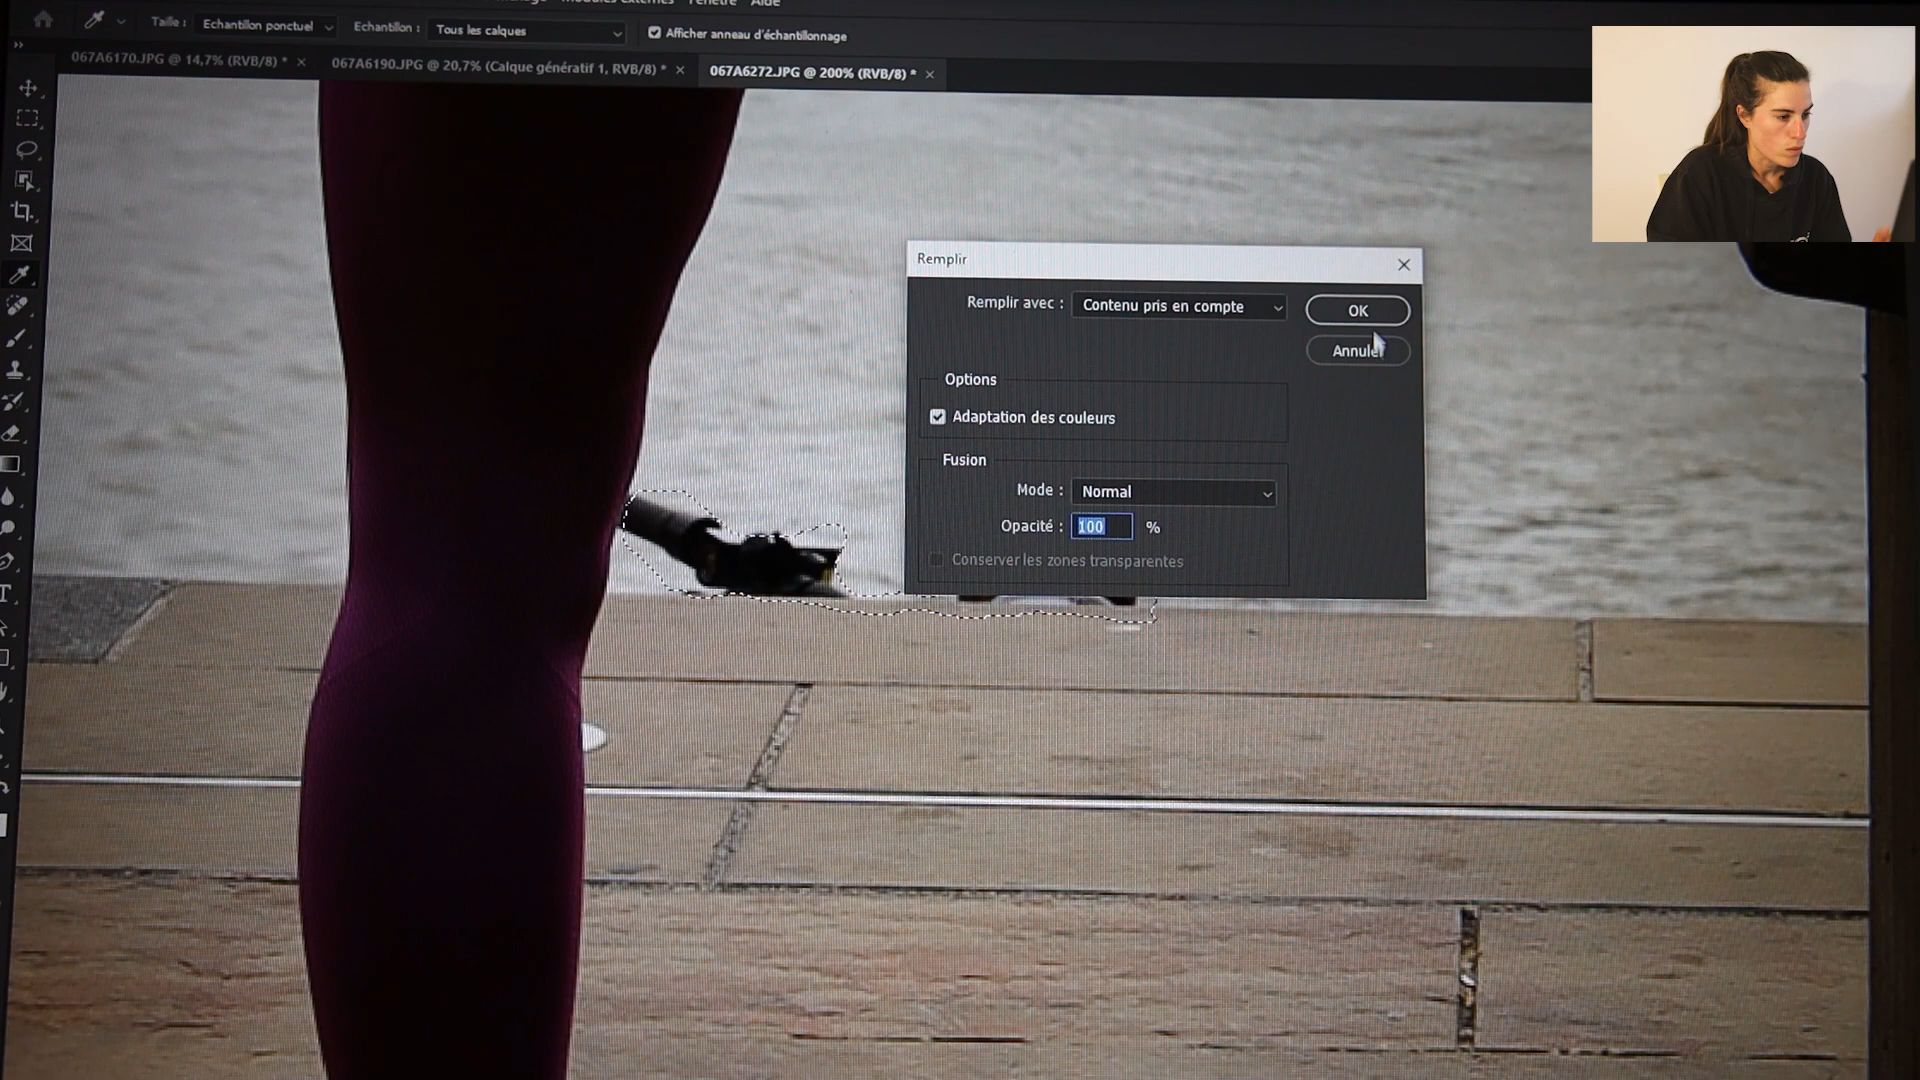 Fenêtre Aide
Taille : Echantillon ponctuel Echantillon : Tous les calques Afficher anneau d'échantillonnage
067A6170.JPG @ 14,7% (RVB/8) * × 067A6190.JPG @ 20,7% (Calque génératif 1, RVB/8) * × 067A6272.JPG @ 200% (RVB/8) * ×
Remplir
Remplir avec : Contenu pris en compte OK
Annuler
Options
Adaptation des couleurs
Fusion
Mode : Normal
Opacité : 100 %
Conserver les zones transparentes